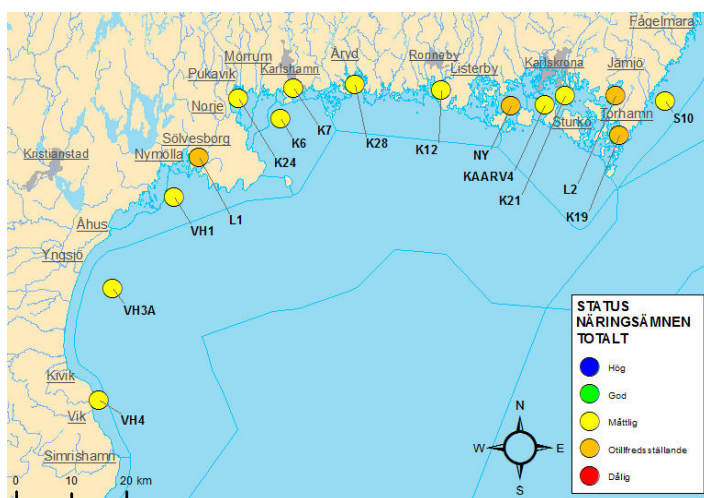 Fågelmara
Mörrum
Åryd
Ronneby
Karlskrona
Jämjö
Pukavik
Karlshamn
Listerby
Norje
Torhamn
Sturkö
S10
K7
K6
K28
K12
K24
NY
KAARV4
K21
L2
K19
Sölvesborg
Nymölla
Kristianstad
L1
VH1
Åhus
Yngsjö
VH3A
Kivik
Vik
VH4
Simrishamn
0 10 20 km
N
W E
S
STATUS
NÄRINGSÄMNEN
TOTALT
Hög
God
Måttlig
Otillfredsställande
Dålig